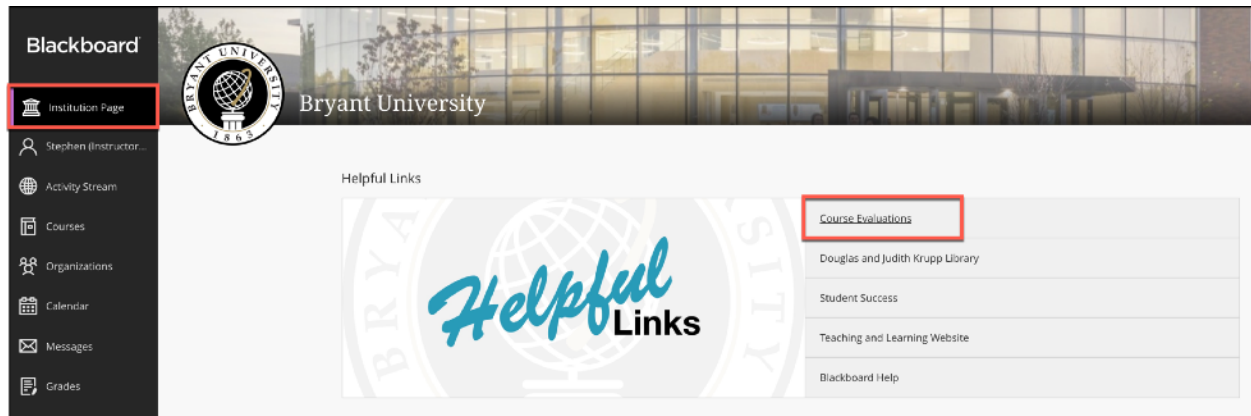 Blackboard
Institution Page
Stephen (Instructor...
Activity Stream
Courses
Organizations
Calendar
Messages
Grades
BRYANT UNIVERSITY
1863
Bryant University
Helpful Links
Helpful
Links
Course Evaluations
Douglas and Judith Krupp Library
Student Success
Teaching and Learning Website
Blackboard Help